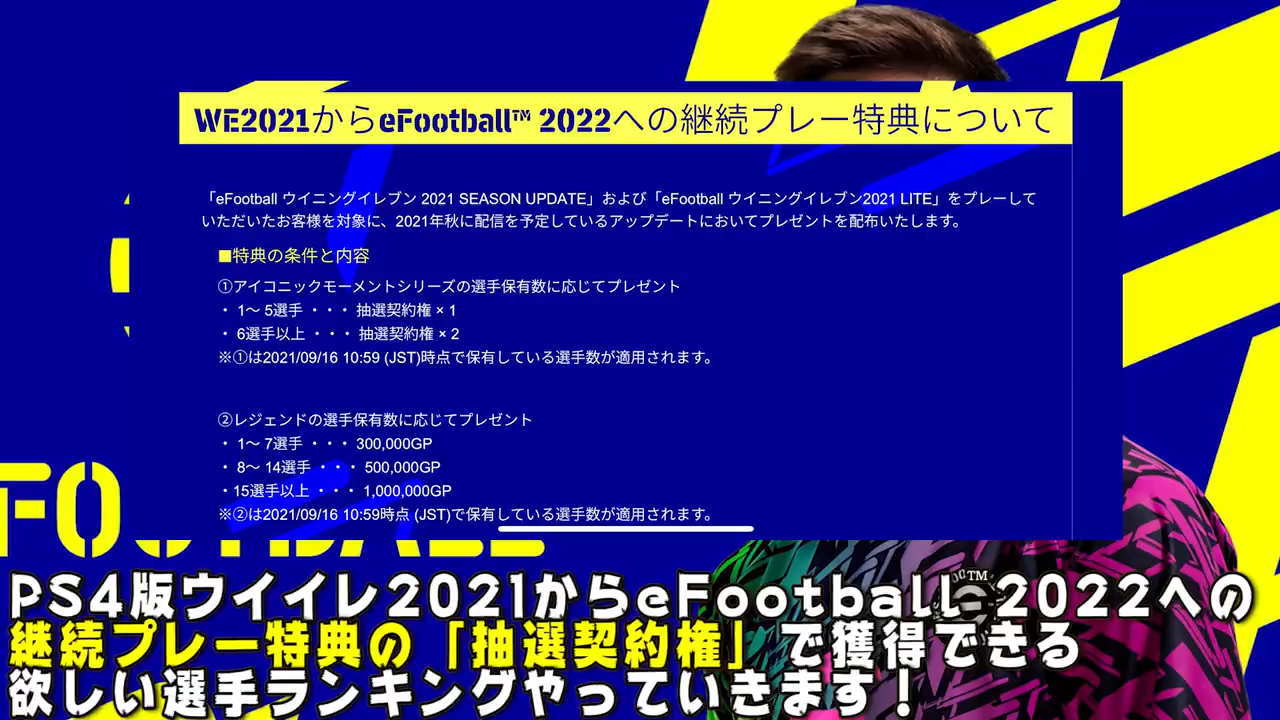 WE2021からeFootball™ 2022への継続プレー特典について
「eFootball ウイニングイレブン 2021 SEASON UPDATE」および「eFootball ウイニングイレブン2021 LITE」をプレーして
いただいたお客様を対象に、2021年秋に配信を予定しているアップデートにおいてプレゼントを配布いたします。
■特典の条件と内容
①アイコニックモーメントシリーズの選手保有数に応じてプレゼント
・ 1〜 5選手 ・・・ 抽選契約権 × 1
・ 6選手以上 ・・・ 抽選契約権 × 2
※①は2021/09/16 10:59 (JST)時点で保有している選手数が適用されます。
②レジェンドの選手保有数に応じてプレゼント
・ 1〜 7選手 ・・・ 300,000GP
・ 8〜 14選手 ・・・ 500,000GP
・15選手以上 ・・・ 1,000,000GP
※②は2021/09/16 10:59時点 (JST)で保有している選手数が適用されます。
PS4版ウイイレ2021からeFootball 2022への
継続プレー特典の「抽選契約権」で獲得できる
欲しい選手ランキングやっていきます！